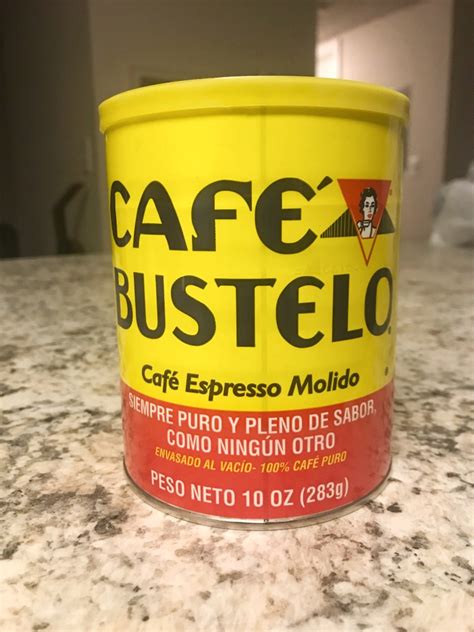 CAFÉ
BUSTELO
Café Espresso Molido
SIEMPRE PURO Y PLENO DE SABOR,
COMO NINGÚN OTRO
ENVASADO AL VACÍO- 100% CAFÉ PURO
PESO NETO 10 OZ (283g)